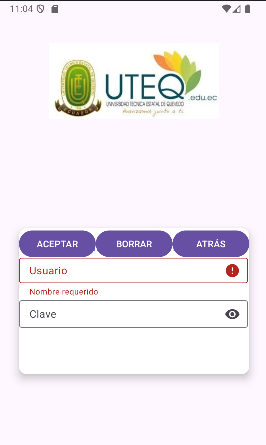 11:04
UTEQ
.edu.ec
UNIVERSIDAD TÉCNICA ESTATAL DE QUEVEDO
Avanzamos junto a ti
ACEPTAR BORRAR ATRÁS
Usuario
Nombre requerido
Clave